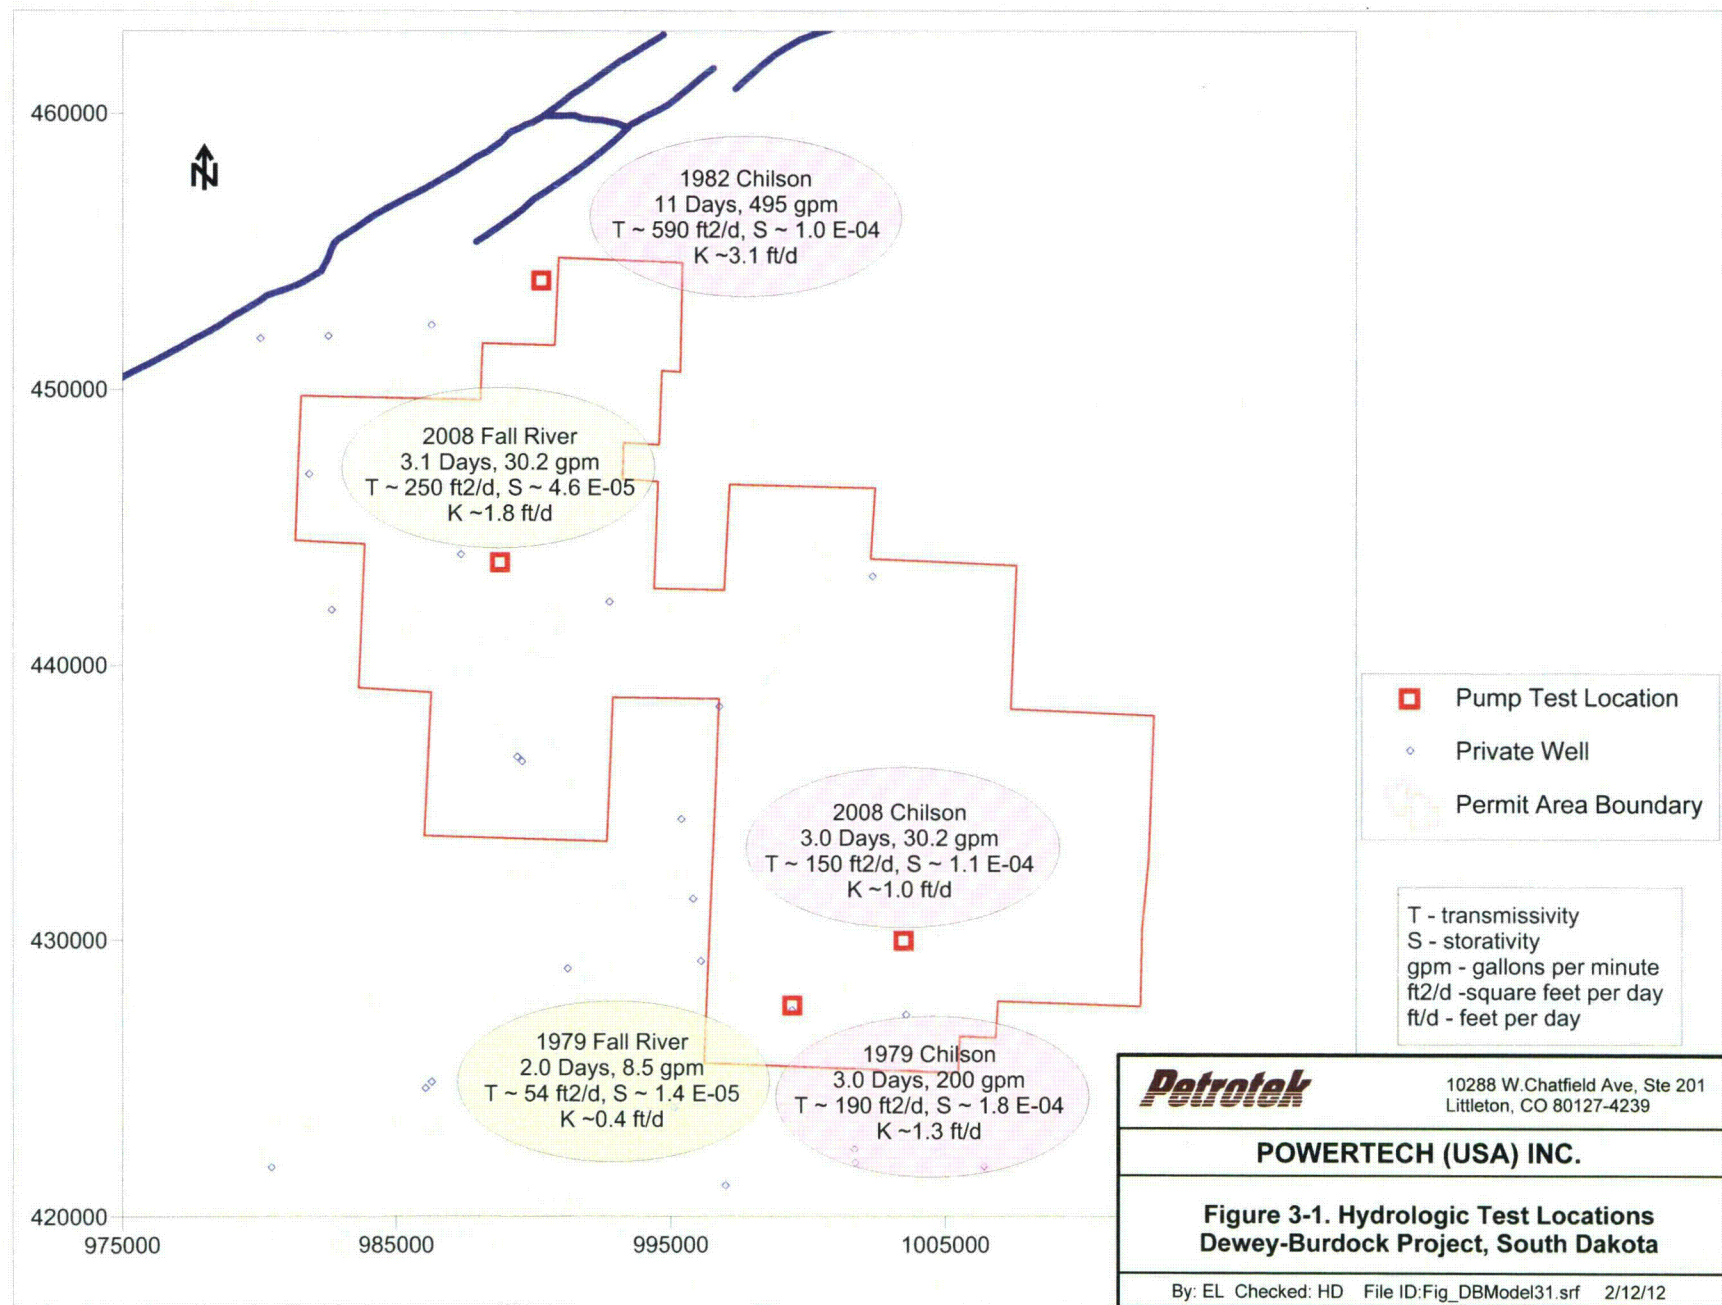 460000
450000
440000
430000
420000
975000
985000
995000
1005000
N
1982 Chilson
11 Days, 495 gpm
T ~ 590 ft2/d, S ~ 1.0 E-04
K ~3.1 ft/d
2008 Fall River
3.1 Days, 30.2 gpm
T ~ 250 ft2/d, S ~ 4.6 E-05
K ~1.8 ft/d
2008 Chilson
3.0 Days, 30.2 gpm
T ~ 150 ft2/d, S ~ 1.1 E-04
K ~1.0 ft/d
1979 Fall River
2.0 Days, 8.5 gpm
T ~ 54 ft2/d, S ~ 1.4 E-05
K ~0.4 ft/d
1979 Chilson
3.0 Days, 200 gpm
T ~ 190 ft2/d, S ~ 1.8 E-04
K ~1.3 ft/d
Pump Test Location
Private Well
Permit Area Boundary
T - transmissivity
S - storativity
gpm - gallons per minute
ft2/d -square feet per day
ft/d - feet per day
Petrotek
10288 W.Chatfield Ave, Ste 201
Littleton, CO 80127-4239
POWERTECH (USA) INC.
Figure 3-1. Hydrologic Test Locations
Dewey-Burdock Project, South Dakota
By: EL Checked: HD File ID:Fig_DBModel31.srf 2/12/12